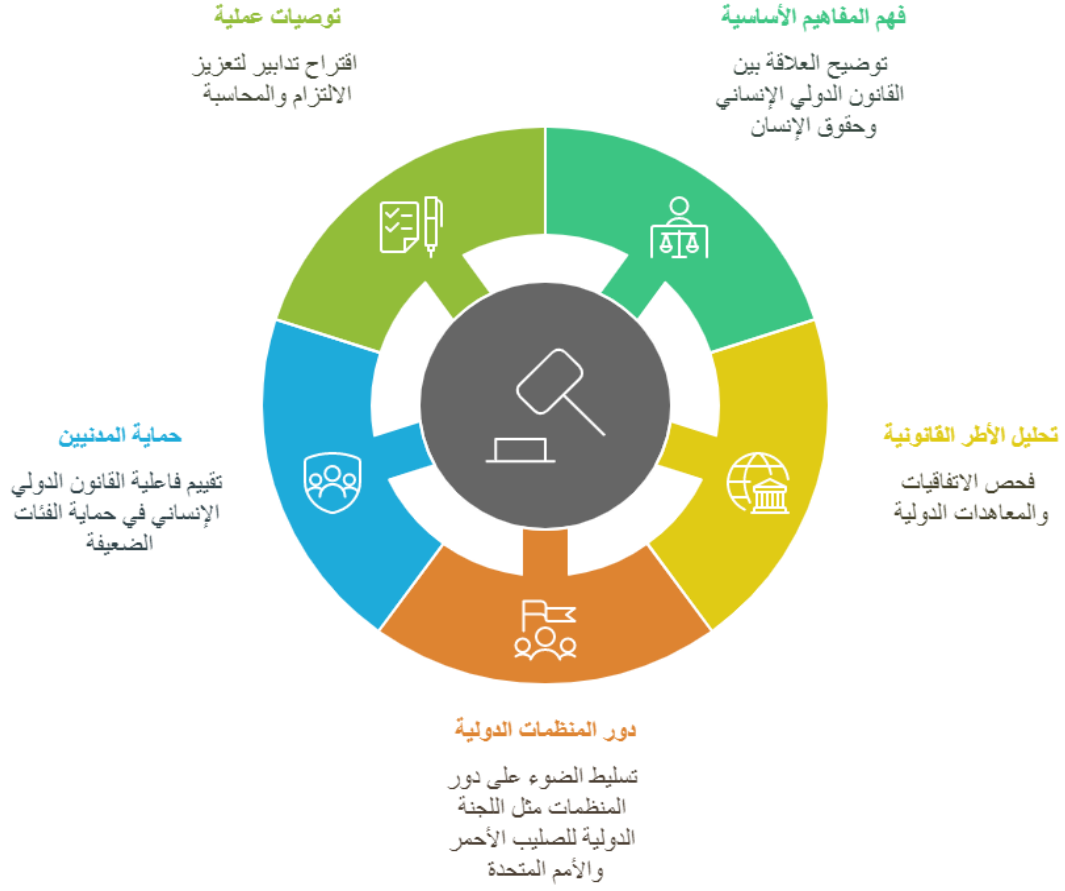 فهم المفاهيم الأساسية
توضيح العلاقة بين
القانون الدولي الإنساني
وحقوق الإنسان
تحليل الأطر القانونية
فحص الاتفاقيات
والمعاهدات الدولية
دور المنظمات الدولية
تسليط الضوء على دور
المنظمات مثل اللجنة
الدولية للصليب الأحمر
والأمم المتحدة
حماية المدنيين
تقييم فاعلية القانون الدولي
الإنساني في حماية الفئات
الضعيفة
توصيات عملية
اقتراح تدابير لتعزيز
الالتزام والمحاسبة